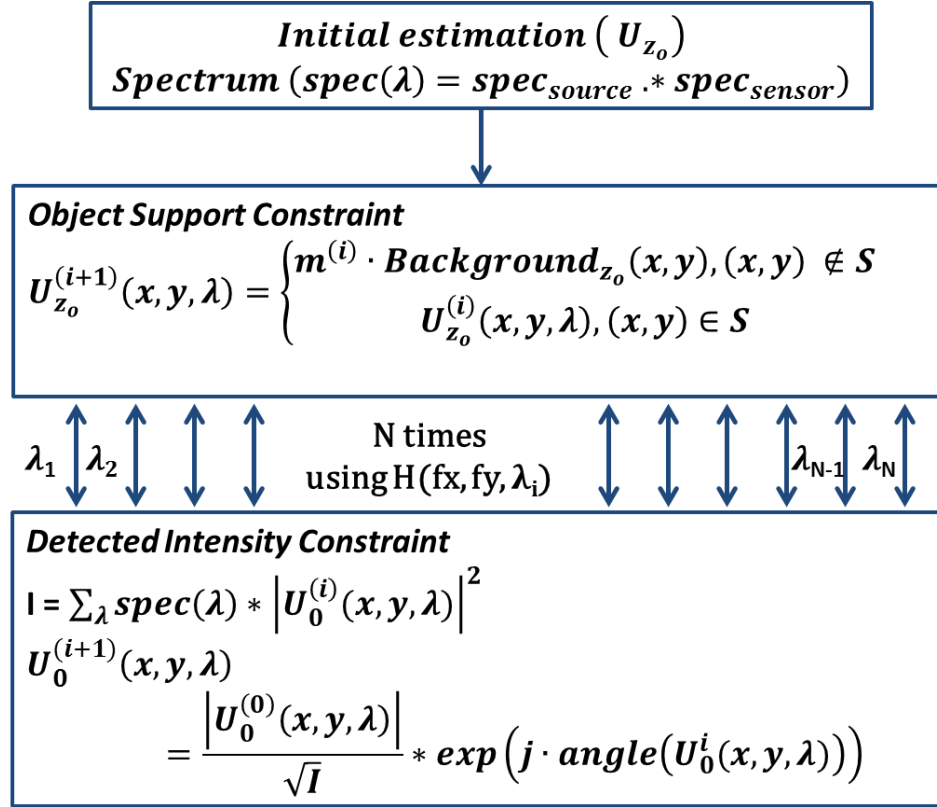 Initial estimation ( U_{z_o})
Spectrum (spec(λ) = spec_{source} .* spec_{sensor})
Object Support Constraint
U_{z_o}^{(i+1)}(x, y, λ) = { m^{(i)} · Background_{z_o}(x, y), (x, y) ∉ S
U_{z_o}^{(i)}(x, y, λ), (x, y) ∈ S
λ_1 λ_2 N times λ_{N-1} λ_N
using H(fx, fy, λ_i)
Detected Intensity Constraint
I = ∑_λ spec(λ) * |U_0^{(i)}(x, y, λ)|^2
U_0^{(i+1)}(x, y, λ)
= \frac{|U_0^{(0)}(x, y, λ)|}{√I} * exp(j · angle(U_0^i(x, y, λ)))